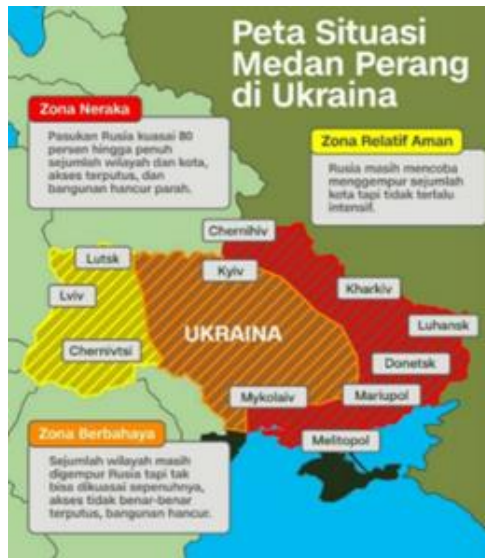 Peta Situasi
Medan Perang
di Ukraina
Zona Neraka
Pasukan Rusia kuasai 80
persen hingga penuh
sejumlah wilayah dan kota,
akses terputus, dan
bangunan hancur parah.
Zona Relatif Aman
Rusia masih mencoba
menggempur sejumlah
kota tapi tidak terlalu
intensif.
Chernihiv
Lutsk
Kyiv
Lviv
Kharkiv
Luhansk
UKRAINA
Chernivtsi
Donetsk
Mykolaiv
Mariupol
Melitopol
Zona Berbahaya
Sejumlah wilayah masih
digempur Rusia tapi tak
bisa dikuasai sepenuhnya,
akses tidak benar-benar
terputus, bangunan hancur.